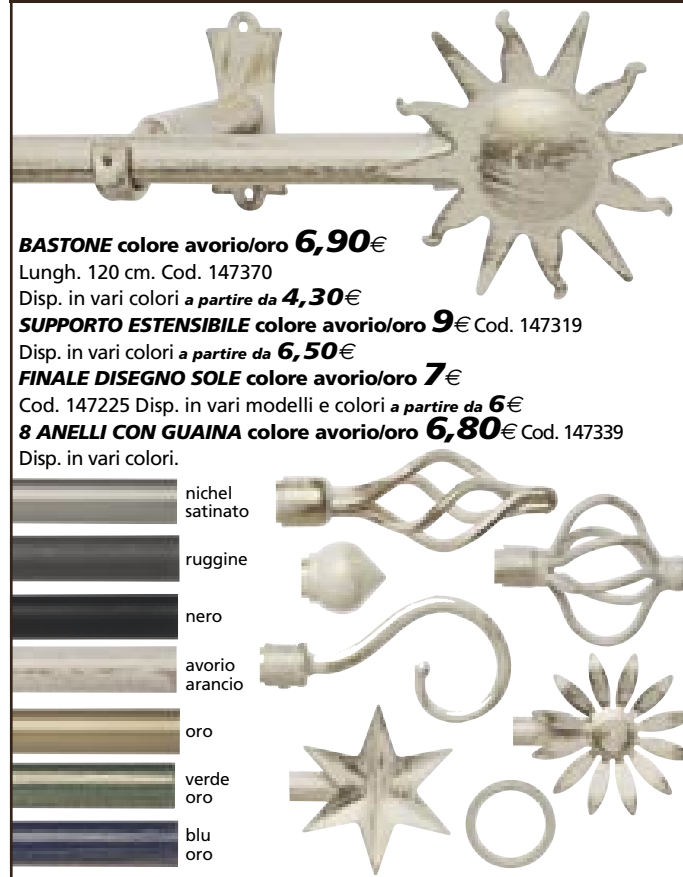 BASTONE colore avorio/oro 6,90€
Lungh. 120 cm. Cod. 147370
Disp. in vari colori a partire da 4,30€
SUPPORTO ESTENSIBILE colore avorio/oro 9€ Cod. 147319
Disp. in vari colori a partire da 6,50€
FINALE DISEGNO SOLE colore avorio/oro 7€
Cod. 147225 Disp. in vari modelli e colori a partire da 6€
8 ANELLI CON GUAINA colore avorio/oro 6,80€ Cod. 147339
Disp. in vari colori.
nichel
satinato
ruggine
nero
avorio
arancio
oro
verde
oro
blu
oro